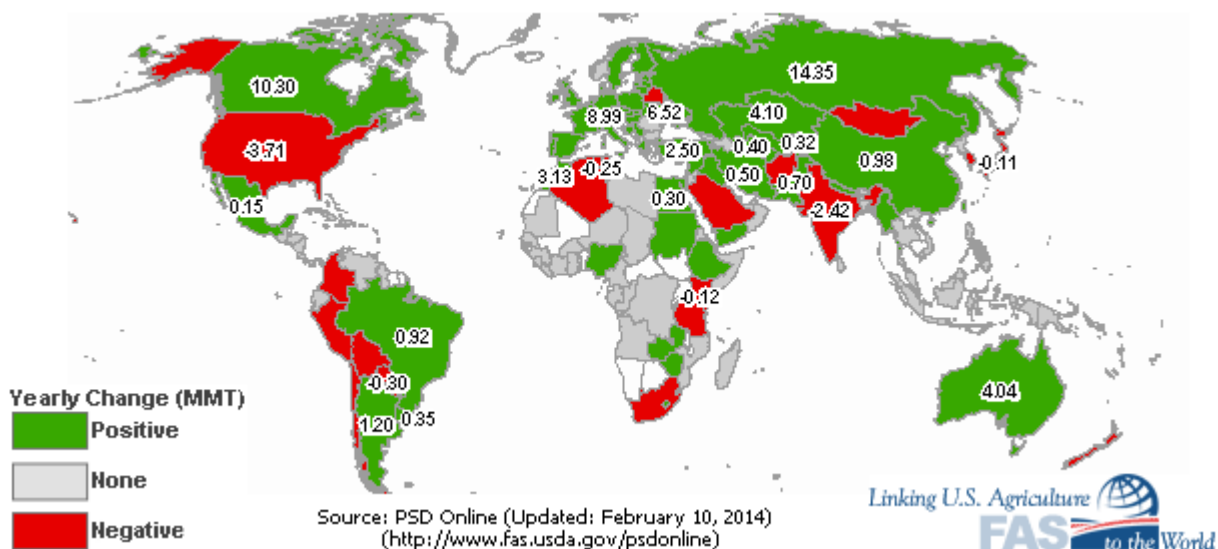 10.30
14.35
8.99
6.52
4.10
-3.71
2.50
0.40
0.32
0.98
-0.11
3.13
-0.25
0.50
0.70
0.15
0.30
-2.42
-0.12
0.92
-0.30
1.20
0.35
4.04
Yearly Change (MMT)
Positive
None
Negative
Source: PSD Online (Updated: February 10, 2014)
(http://www.fas.usda.gov/psdonline)
Linking U.S. Agriculture
FAS
to the World